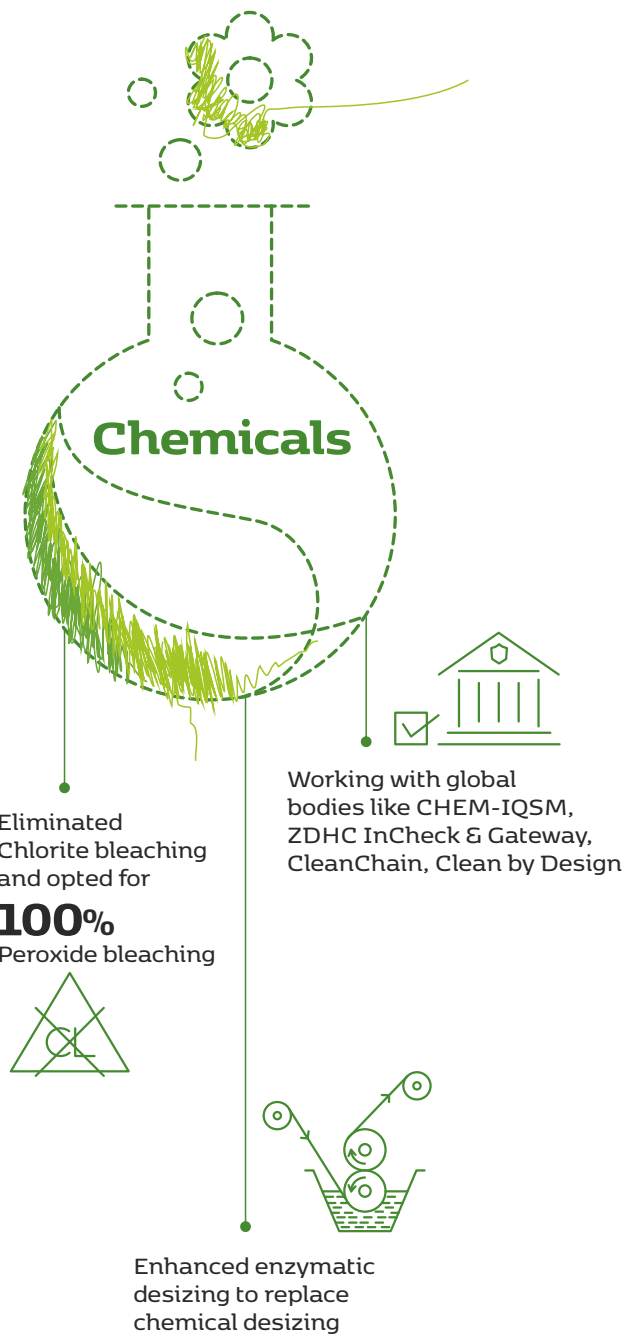 Chemicals
Working with global
bodies like CHEM-IQSM,
ZDHC InCheck & Gateway,
CleanChain, Clean by Design
Eliminated
Chlorite bleaching
and opted for
100%
Peroxide bleaching
CL
Enhanced enzymatic
desizing to replace
chemical desizing